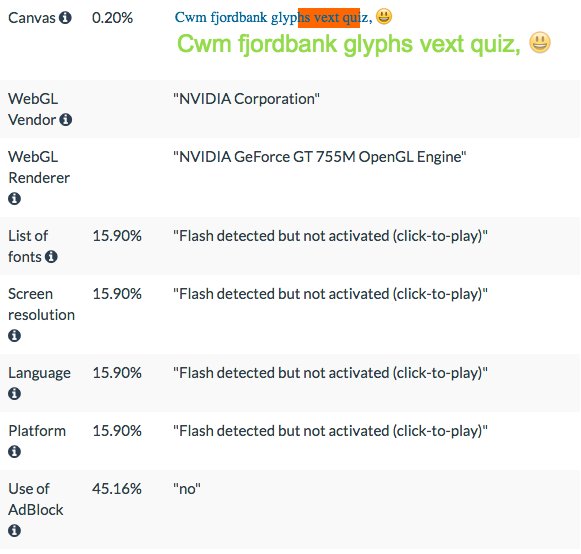 Canvas 0.20% Cwm fjordbank glyphs vext quiz, 😃
Cwm fjordbank glyphs vext quiz, 😃
WebGL "NVIDIA Corporation"
Vendor
WebGL "NVIDIA GeForce GT 755M OpenGL Engine"
Renderer
List of 15.90% "Flash detected but not activated (click-to-play)"
fonts
Screen 15.90% "Flash detected but not activated (click-to-play)"
resolution
Language 15.90% "Flash detected but not activated (click-to-play)"
Platform 15.90% "Flash detected but not activated (click-to-play)"
Use of 45.16% "no"
AdBlock